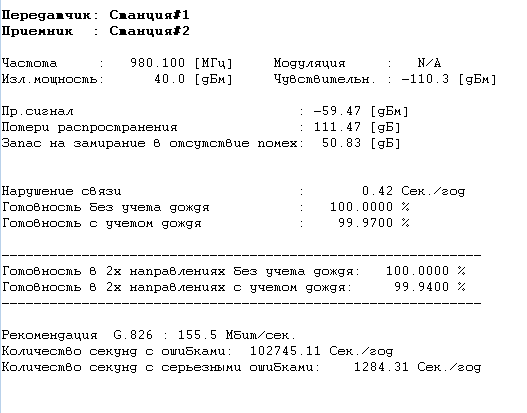 Передатчик: Станция#1
Приемник : Станция#2
Частота : 980.100 [МГц] Модуляция : N/A
Изл.мощность: 40.0 [дБм] Чувствительн. : −110.3 [дБм]
Пр.сигнал : −59.47 [дБм]
Потери распространения : 111.47 [дБ]
Запас на замирание в отсутствие помех: 50.83 [дБ]
Нарушение связи : 0.42 Сек./год
Готовность без учета дождя : 100.0000 %
Готовность с учетом дождя : 99.9700 %
Готовность в 2х направлениях без учета дождя: 100.0000 %
Готовность в 2х направлениях с учетом дождя: 99.9400 %
Рекомендация G.826 : 155.5 Мбит/сек.
Количество секунд с ошибками: 102745.11 Сек./год
Количество секунд с серьезными ошибками: 1284.31 Сек./год